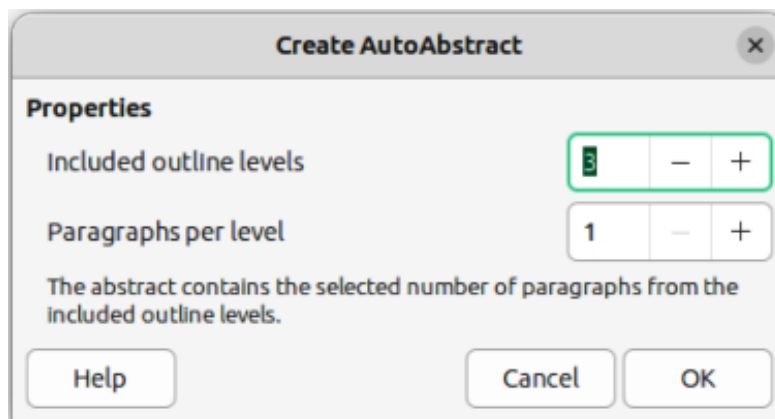 Create AutoAbstract
Properties
Included outline levels 3
Paragraphs per level 1
The abstract contains the selected number of paragraphs from the
included outline levels.
Help Cancel OK